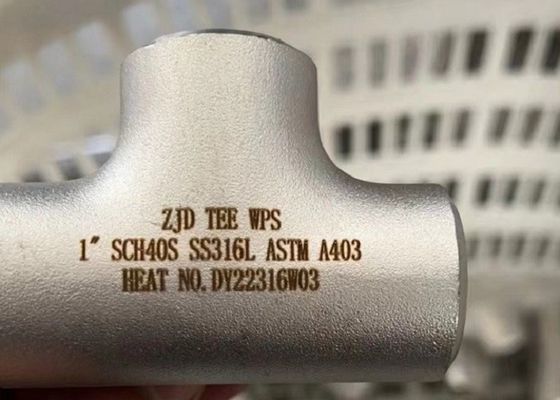 ZJD TEE WPS
1" SCH40S SS316L ASTM A403
HEAT NO.DY22316W03